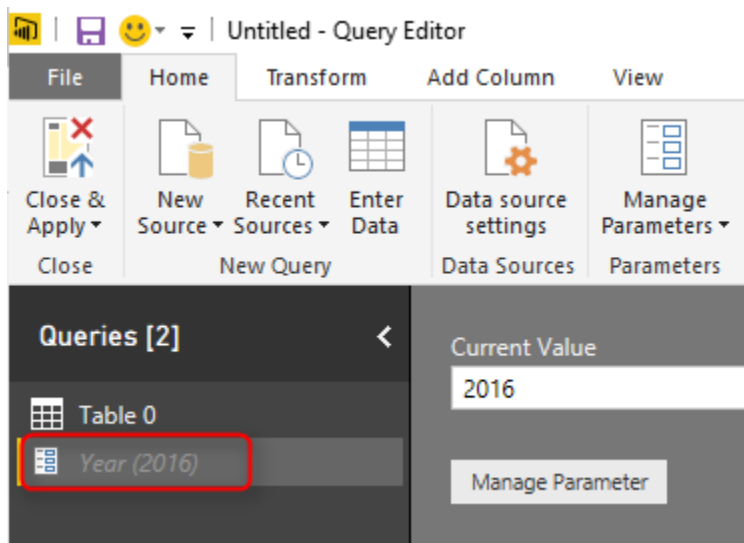 Untitled - Query Editor
File Home Transform Add Column View
Close & Apply
New Source
Recent Sources
Enter Data
Data source settings
Manage Parameters
Close New Query Data Sources Parameters
Queries [2]
Current Value
2016
Table 0
Year (2016)
Manage Parameter